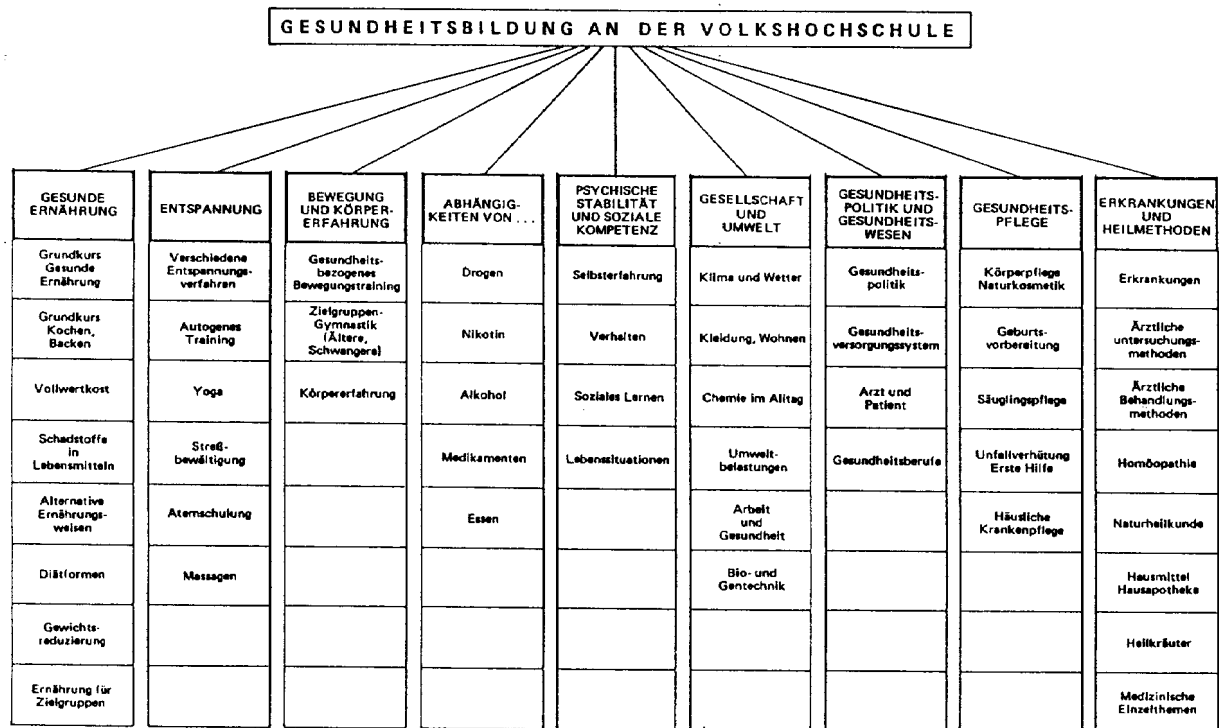 GESUNDHEITSBILDUNG AN DER VOLKSHOCHSCHULE
GESUNDE
ERNÄHRUNG
Grundkurs
Gesunde
Ernährung
Grundkurs
Kochen,
Backen
Vollwertkost
Schadstoffe
in
Lebensmitteln
Alternative
Ernährungs-
weisen
Diätformen
Gewichts-
reduzierung
Ernährung für
Zielgruppen
ENTSPANNUNG
Verschiedene
Entspannungs-
verfahren
Autogenes
Training
Yoga
Streß-
bewältigung
Atemschulung
Massagen
BEWEGUNG
UND KÖRPER-
ERFAHRUNG
Gesundheits-
bezogenes
Bewegungstraining
Zielgruppen-
Gymnastik
(Ältere,
Schwangere)
Körpererfahrung
ABHÄNGIG-
KEITEN VON ...
Drogen
Nikotin
Alkohol
Medikamenten
Essen
PSYCHISCHE
STABILITÄT
UND SOZIALE
KOMPETENZ
Selbsterfahrung
Verhalten
Soziales Lernen
Lebenssituationen
GESELLSCHAFT
UND
UMWELT
Klima und Wetter
Kleidung, Wohnen
Chemie im Alltag
Umwelt-
belastungen
Arbeit
und
Gesundheit
Bio- und
Gentechnik
GESUNDHEITS-
POLITIK UND
GESUNDHEITS-
WESEN
Gesundheits-
politik
Gesundheits-
versorgungssystem
Arzt und
Patient
Gesundheitsberufe
GESUNDHEITS-
PFLEGE
Körperpflege
Naturkosmetik
Geburts-
vorbereitung
Säuglingspflege
Unfallverhütung
Erste Hilfe
Häusliche
Krankenpflege
ERKRANKUNGEN
UND
HEILMETHODEN
Erkrankungen
Ärztliche
untersuchungs-
methoden
Ärztliche
Behandlungs-
methoden
Homöopathie
Naturheilkunde
Hausmittel
Hausapotheke
Heilkräuter
Medizinische
Einzelthemen